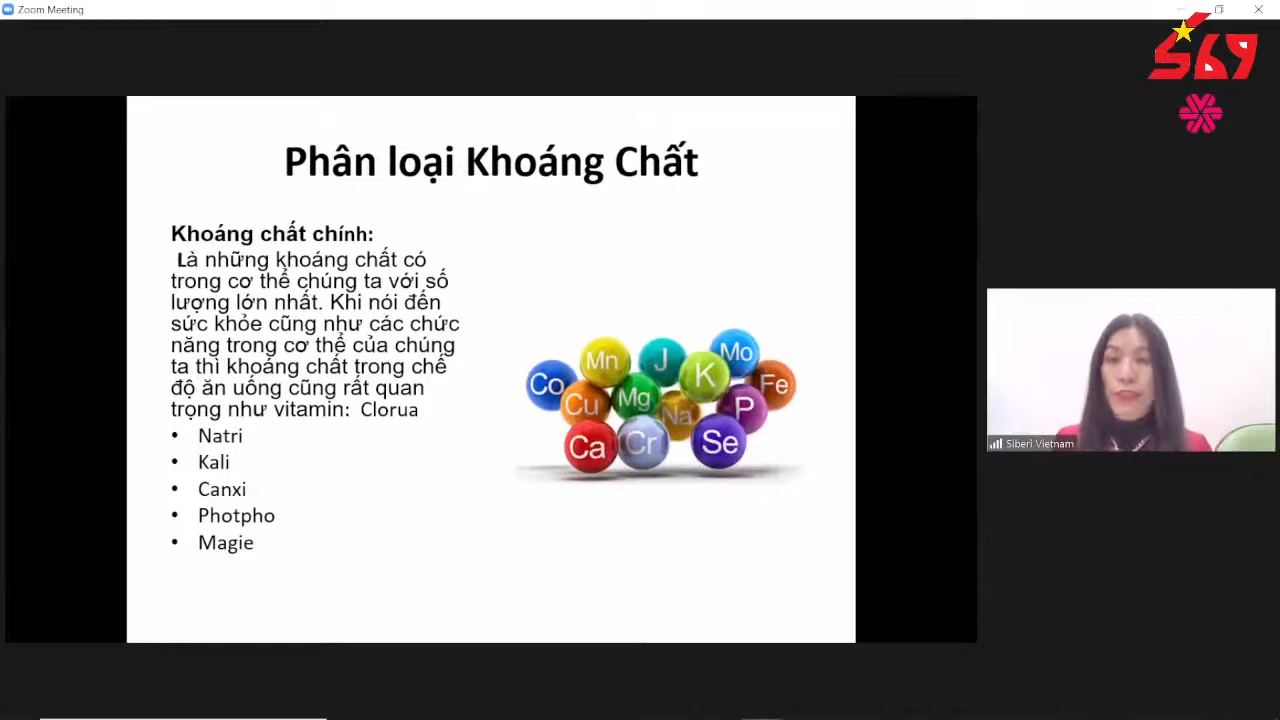 Zoom Meeting
569
Phân loại Khoáng Chất
Khoáng chất chính:
Là những khoáng chất có
trong cơ thể chúng ta với số
lượng lớn nhất. Khi nói đến
sức khỏe cũng như các chức
năng trong cơ thể của chúng
ta thì khoáng chất trong chế
độ ăn uống cũng rất quan
trọng như vitamin: Clorua
• Natri
• Kali
• Canxi
• Photpho
• Magie
Mn
J
Mo
Co
K
Fe
Cu
Mg
Na
P
Ca
Cr
Se
Siberi Vietnam